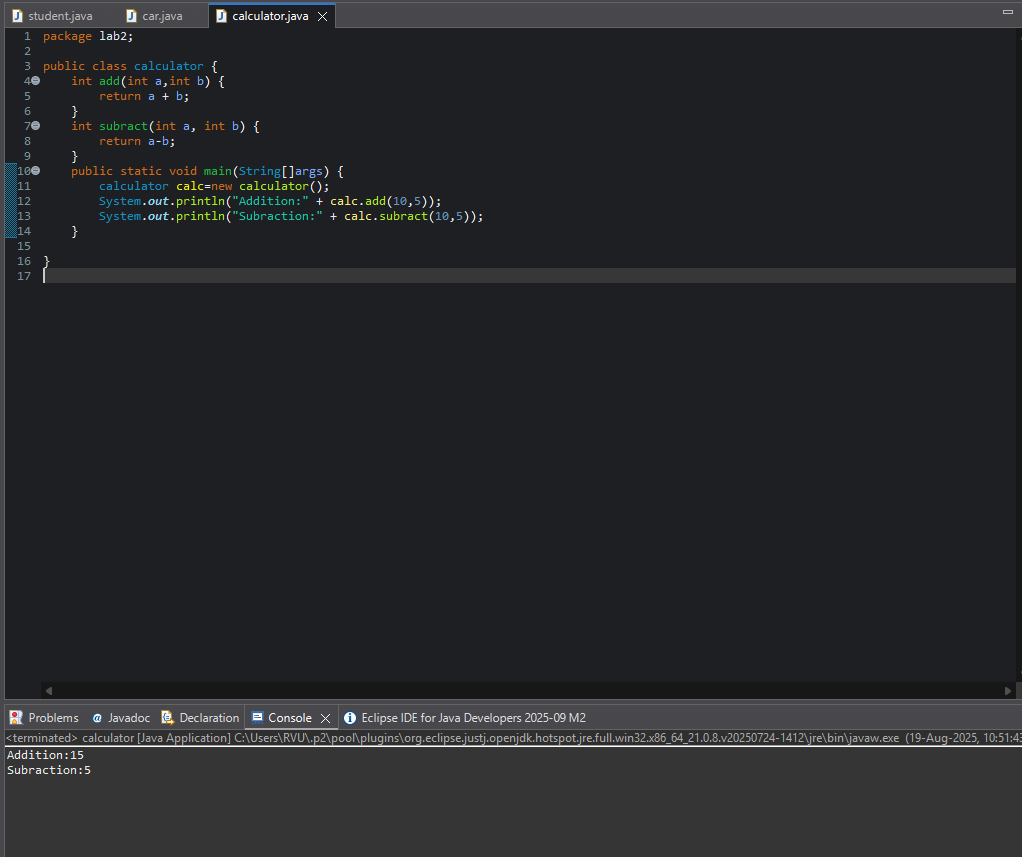 student.java car.java calculator.java
1 package lab2;
2
3 public class calculator {
4 int add(int a,int b) {
5 return a + b;
6 }
7 int subract(int a, int b) {
8 return a-b;
9 }
10 public static void main(String[]args) {
11 calculator calc=new calculator();
12 System.out.println("Addition:" + calc.add(10,5));
13 System.out.println("Subraction:" + calc.subract(10,5));
14 }
15
16 }
17
Problems Javadoc Declaration Console Eclipse IDE for Java Developers 2025-09 M2
<terminated> calculator [Java Application] C:\Users\RVU\.p2\pool\plugins\org.eclipse.justj.openjdk.hotspot.jre.full.win32.x86_64_21.0.8.v20250724-1412\jre\bin\javaw.exe (19-Aug-2025, 10:51:43
Addition:15
Subraction:5